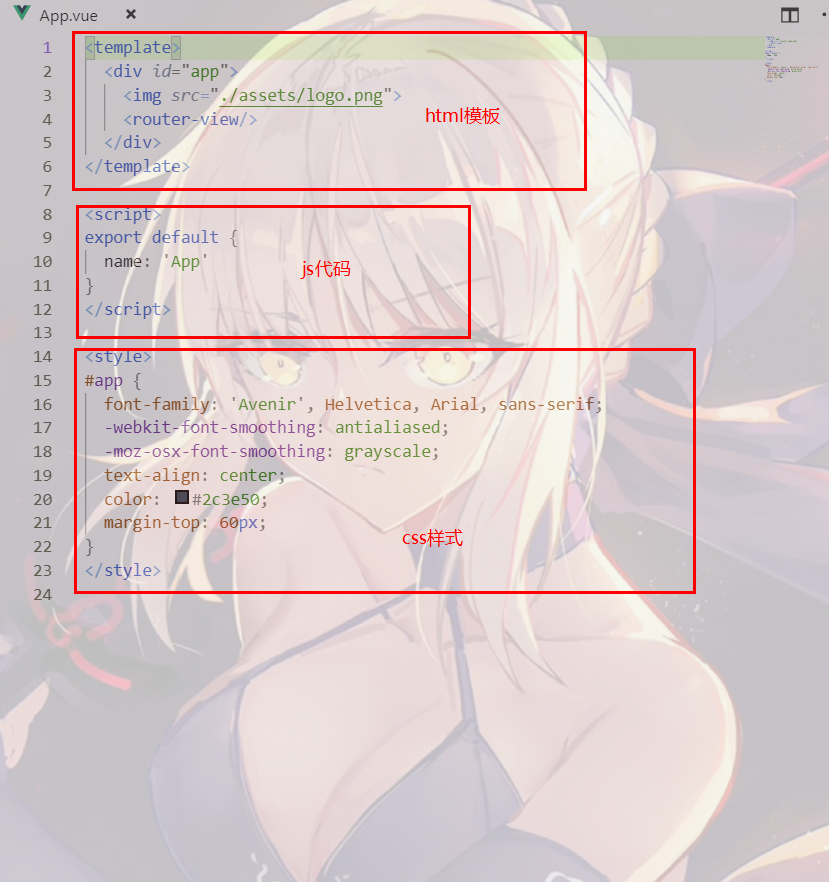 App.vue ×
1 <template>
2 <div id="app">
3 <img src="./assets/logo.png">
html模板
4 <router-view/>
5 </div>
6 </template>
7
8 <script>
9 export default {
10 name: 'App'
js代码
11 }
12 </script>
13
14 <style>
15 #app {
16 font-family: 'Avenir', Helvetica, Arial, sans-serif;
17 -webkit-font-smoothing: antialiased;
18 -moz-osx-font-smoothing: grayscale;
19 text-align: center;
20 color: #2c3e50;
21 margin-top: 60px;
css样式
22 }
23 </style>
24